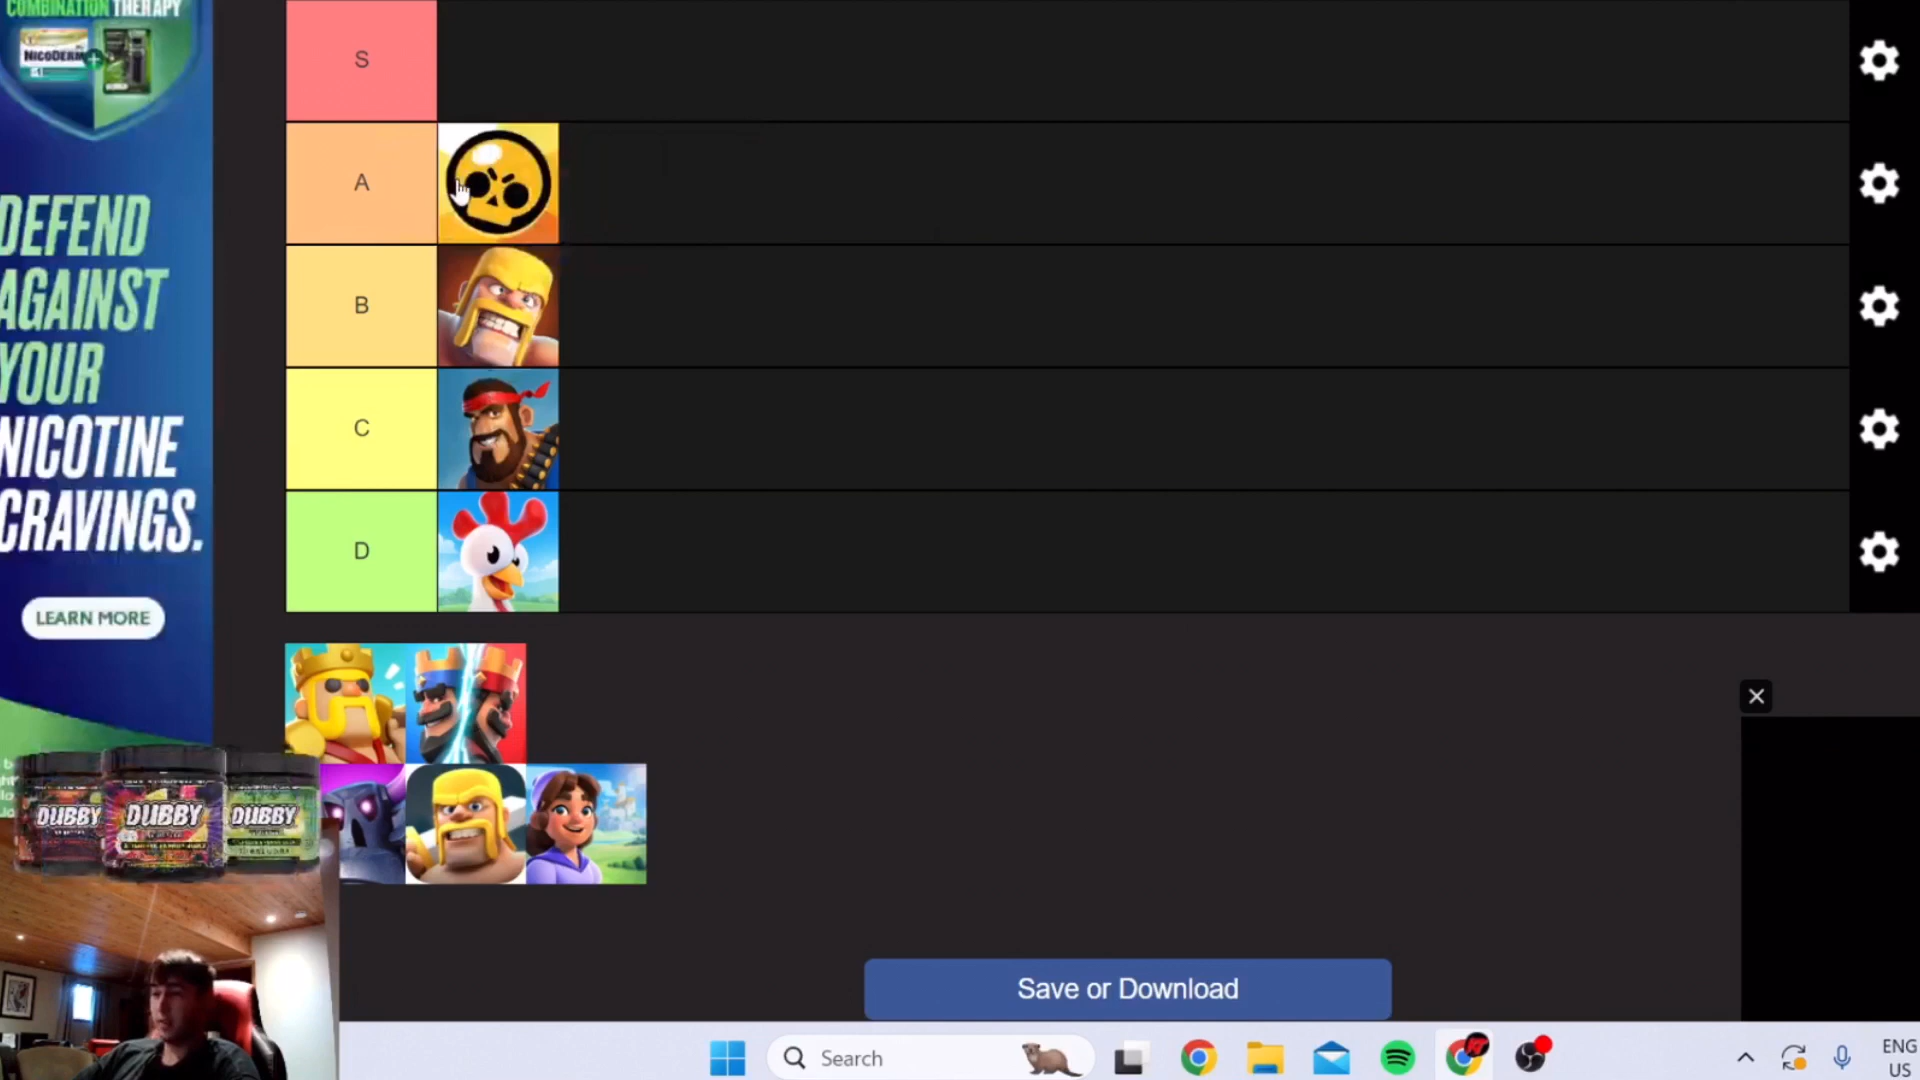 COMBINATION THERAPY
NICODERM
S
A
DEFEND
AGAINST
YOUR
NICOTINE
CRAVINGS.
B
C
D
LEARN MORE
DUBBY
DUBBY
DUBBY
Save or Download
Search
ENG
US